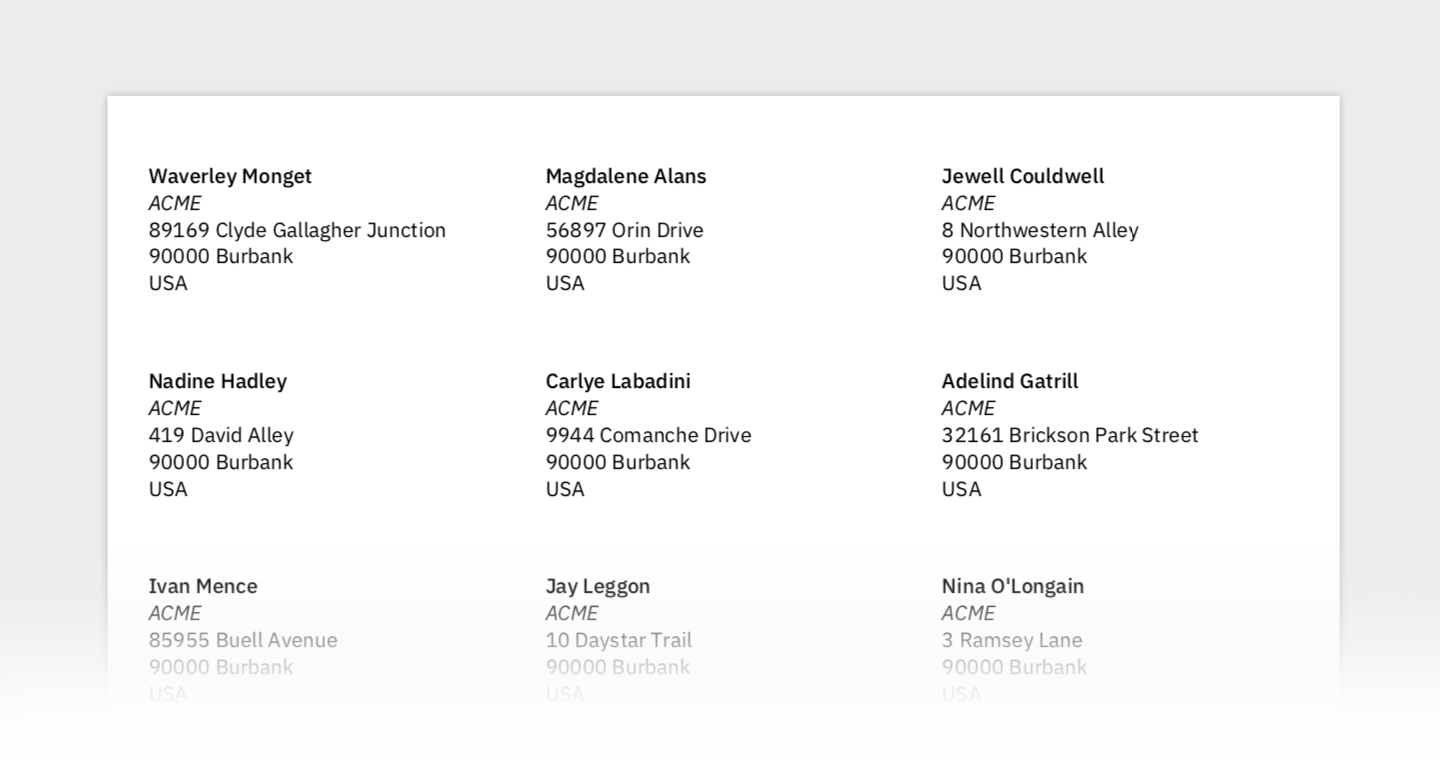 Waverley Monget
ACME
89169 Clyde Gallagher Junction
90000 Burbank
USA
Magdalene Alans
ACME
56897 Orin Drive
90000 Burbank
USA
Jewell Couldwell
ACME
8 Northwestern Alley
90000 Burbank
USA
Nadine Hadley
ACME
419 David Alley
90000 Burbank
USA
Carlye Labadini
ACME
9944 Comanche Drive
90000 Burbank
USA
Adelind Gatrill
ACME
32161 Brickson Park Street
90000 Burbank
USA
Ivan Mence
ACME
85955 Buell Avenue
90000 Burbank
USA
Jay Leggon
ACME
10 Daystar Trail
90000 Burbank
USA
Nina O'Longain
ACME
3 Ramsey Lane
90000 Burbank
USA